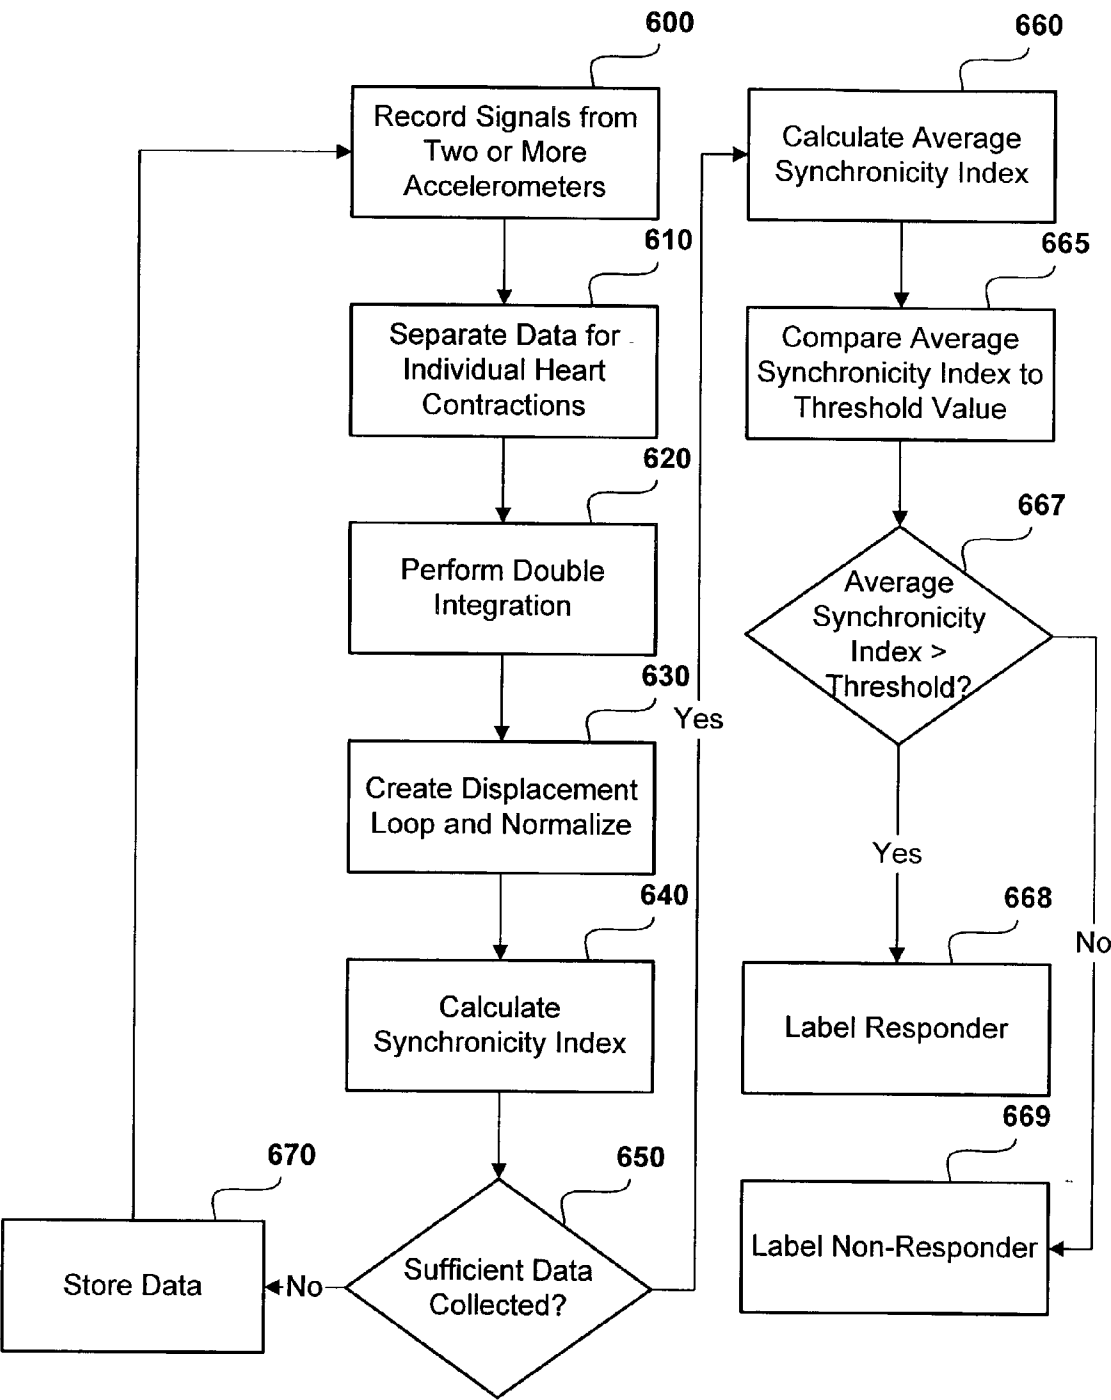 600
Record Signals from
Two or More
Accelerometers
610
Separate Data for
Individual Heart
Contractions
620
Perform Double
Integration
630
Create Displacement
Loop and Normalize
640
Calculate
Synchronicity Index
650
Sufficient Data
Collected?
No
670
Store Data
Yes
660
Calculate Average
Synchronicity Index
665
Compare Average
Synchronicity Index to
Threshold Value
667
Average
Synchronicity
Index >
Threshold?
Yes
668
Label Responder
No
669
Label Non-Responder